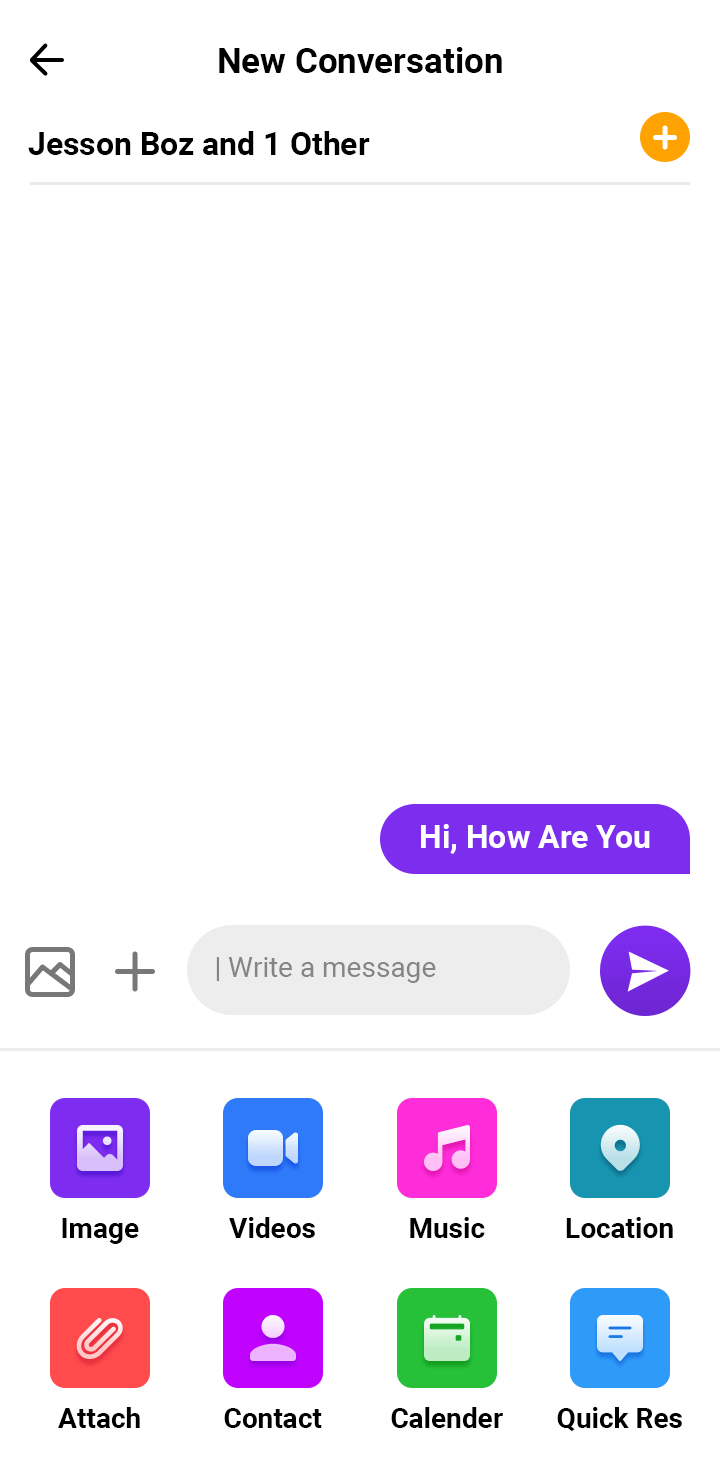 New Conversation
Jesson Boz and 1 Other
Hi, How Are You
| Write a message
Image Videos Music Location
Attach Contact Calender Quick Res